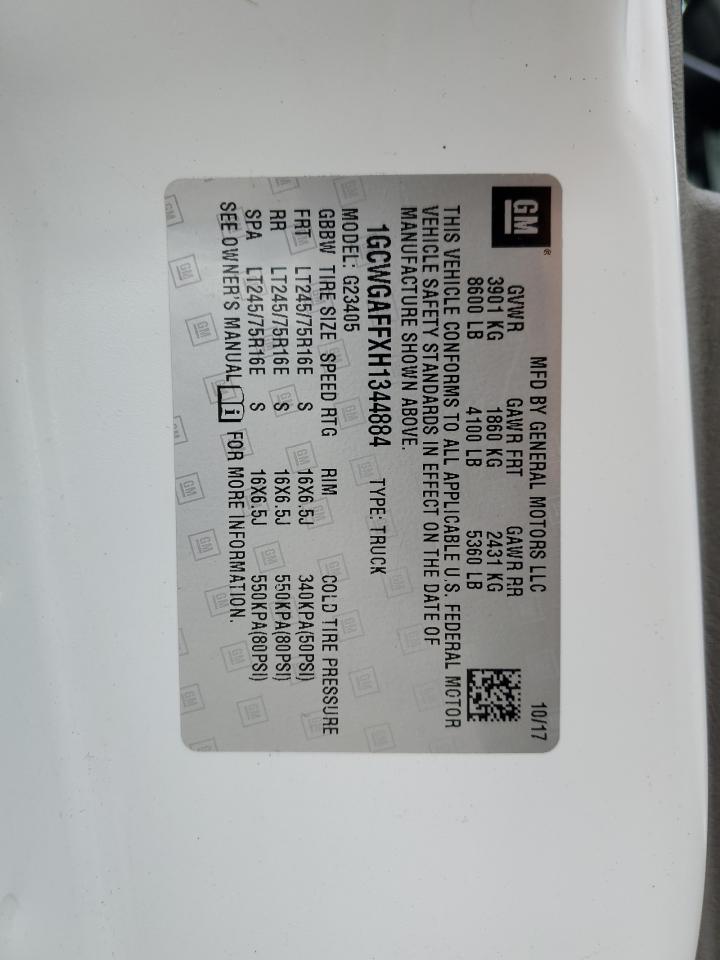 GM®
MFD BY GENERAL MOTORS LLC 10/17
GVWR GAWR FRT GAWR RR
3901 KG 1860 KG 2431 KG
8600 LB 4100 LB 5360 LB
THIS VEHICLE CONFORMS TO ALL APPLICABLE U.S. FEDERAL MOTOR
VEHICLE SAFETY STANDARDS IN EFFECT ON THE DATE OF
MANUFACTURE SHOWN ABOVE.
1GCWGAFFXH1344884 TYPE: TRUCK
MODEL: G23405
GBBW TIRE SIZE SPEED RTG RIM COLD TIRE PRESSURE
FRT LT245/75R16E S 16X6.5J 340KPA(50PSI)
RR LT245/75R16E S 16X6.5J 550KPA(80PSI)
SPA LT245/75R16E S 16X6.5J 550KPA(80PSI)
SEE OWNER'S MANUAL i FOR MORE INFORMATION.